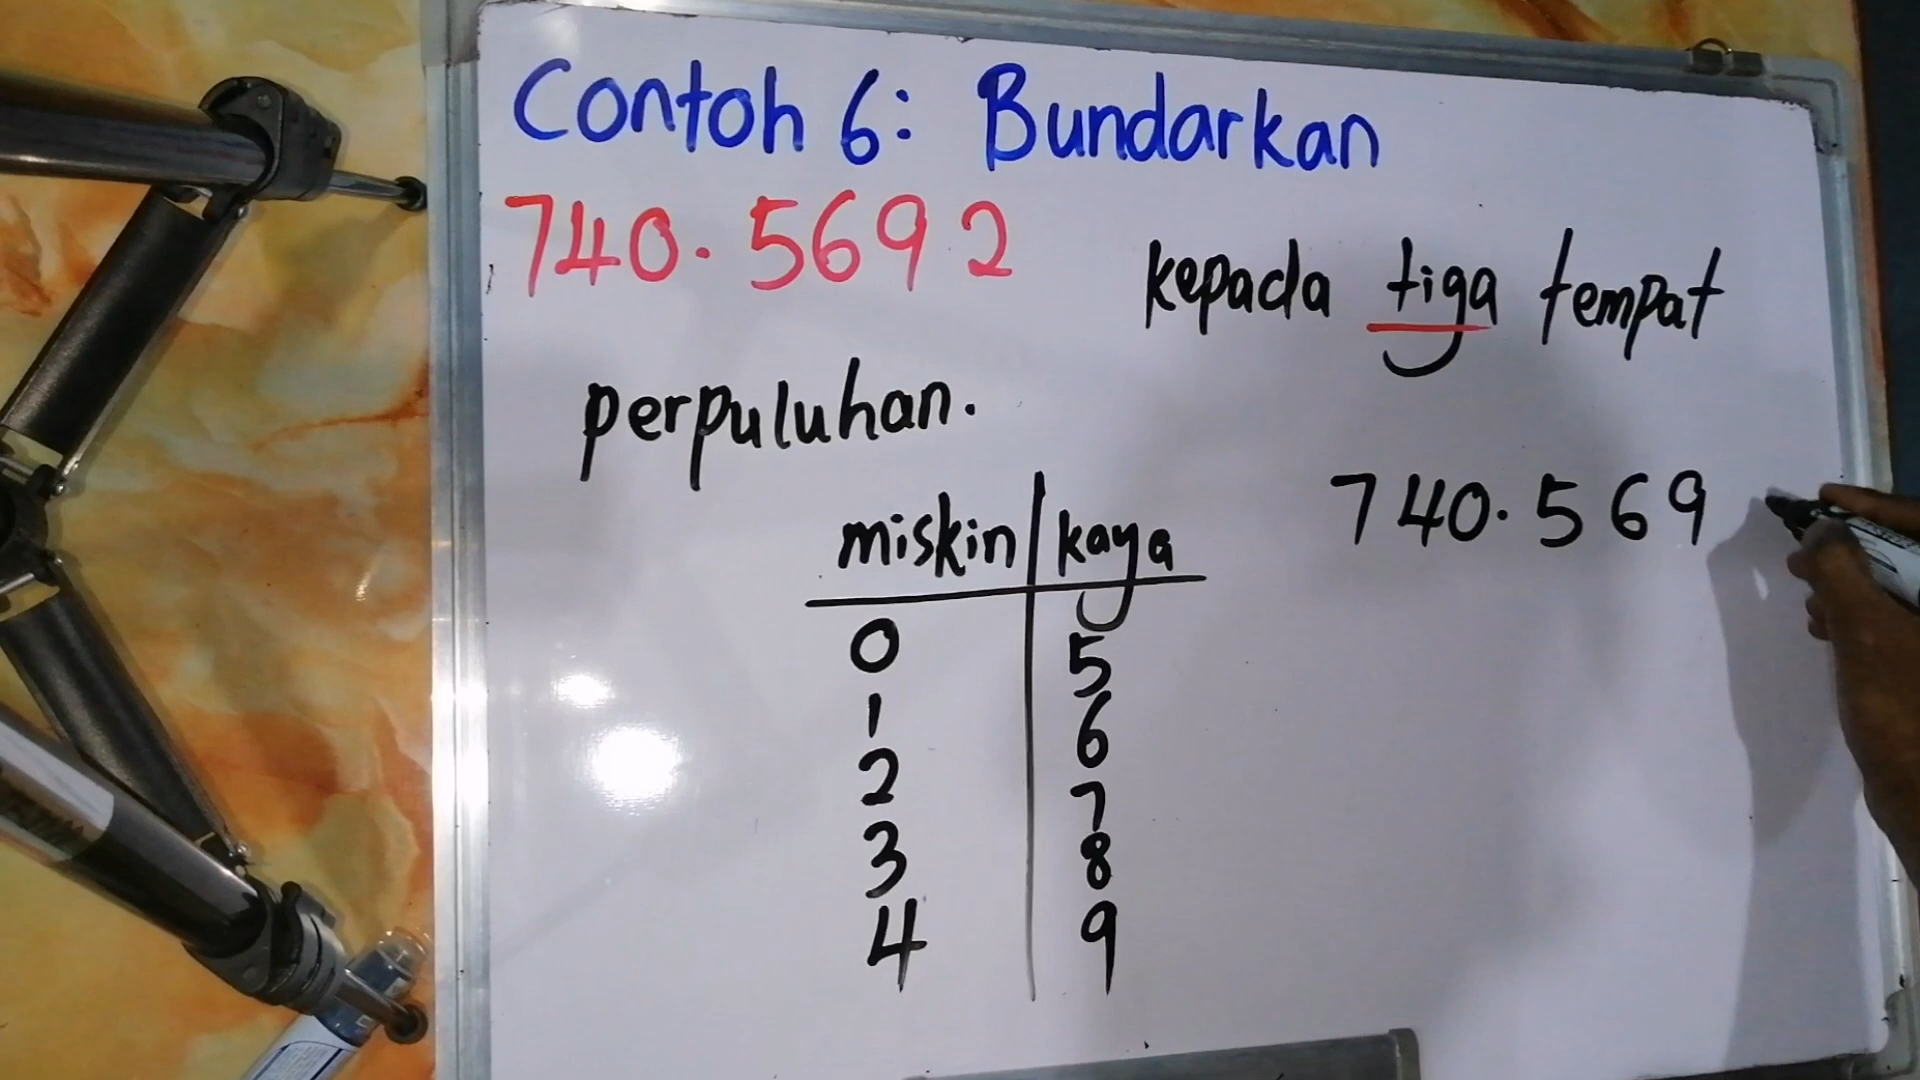 Contoh 6: Bundarkan
740.5692 kepada tiga tempat
perpuluhan.
740.569
miskin kaya
0 5
1 6
2 7
3 8
4 9